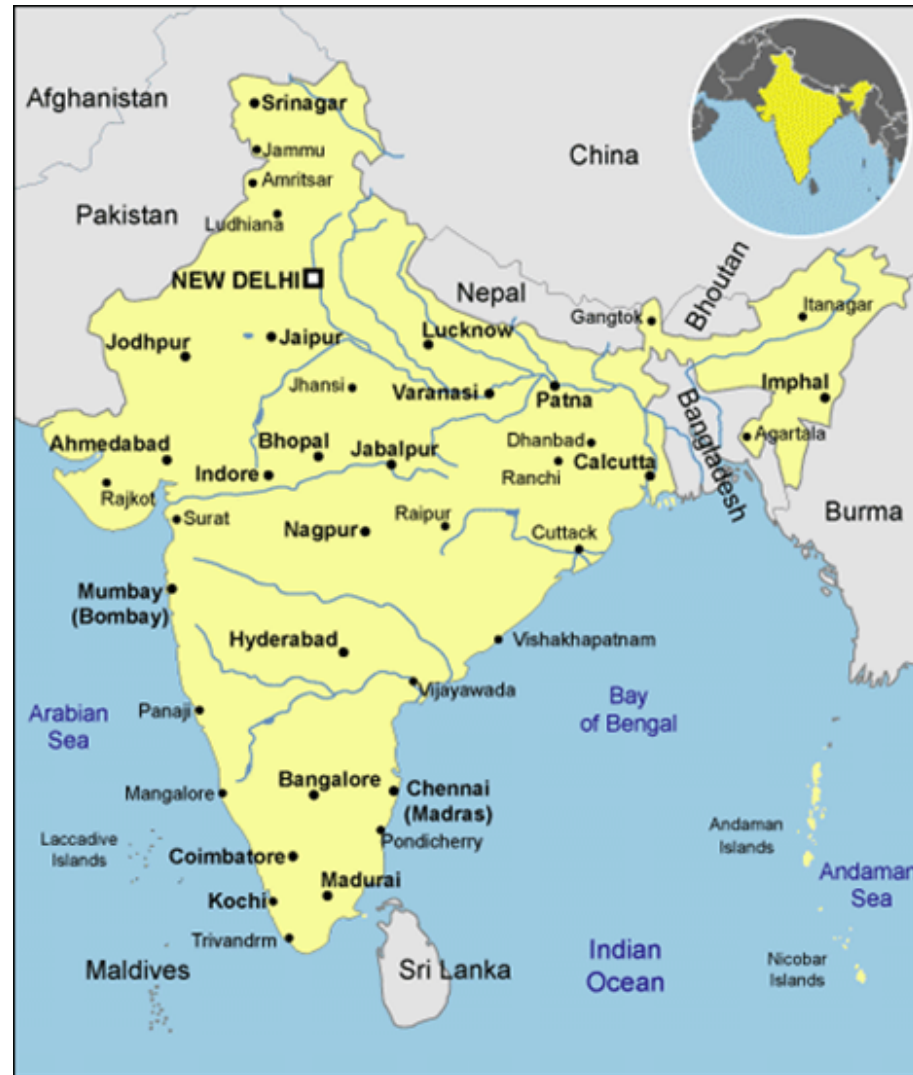 Afghanistan
Srinagar
China
Jammu
Amritsar
Pakistan
Ludhiana
NEW DELHI
Nepal
Bhoutan
Gangtok
Itanagar
Jodhpur
Jaipur
Lucknow
Jhansi
Varanasi
Patna
Imphal
Bangladesh
Ahmedabad
Bhopal
Jabalpur
Dhanbad
Agartala
Indore
Ranchi
Calcutta
Rajkot
Surat
Nagpur
Raipur
Cuttack
Burma
Mumbay
(Bombay)
Hyderabad
Vishakhapatnam
Vijayawada
Arabian
Sea
Panaji
Bay
of Bengal
Mangalore
Bangalore
Chennai
(Madras)
Pondicherry
Laccadive
Islands
Andaman
Islands
Coimbatore
Madurai
Andaman
Sea
Kochi
Trivandrm
Maldives
Sri Lanka
Indian
Ocean
Nicobar
Islands